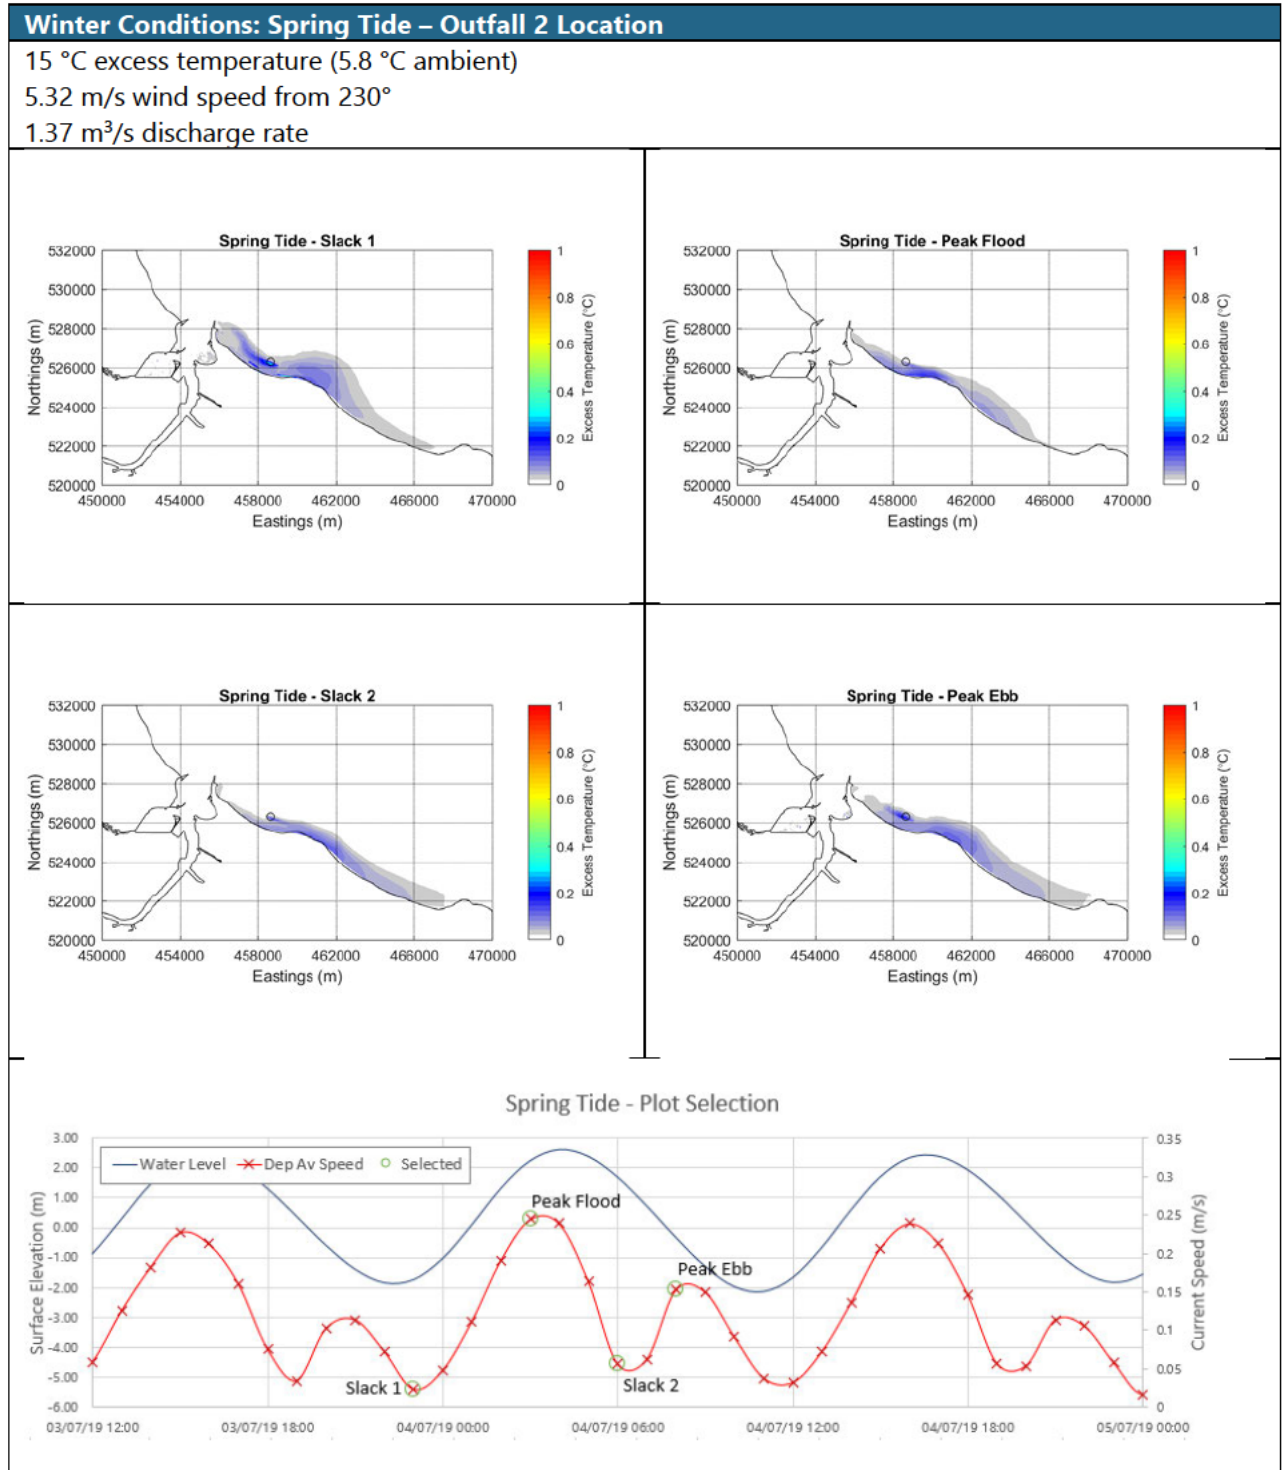 Winter Conditions: Spring Tide – Outfall 2 Location
15 °C excess temperature (5.8 °C ambient)
5.32 m/s wind speed from 230°
1.37 m³/s discharge rate
Spring Tide - Slack 1
532000
530000
528000
526000
524000
522000
520000
Northings (m)
450000 454000 458000 462000 466000 470000
Eastings (m)
1
0.8
0.6
0.4
0.2
0
Excess Temperature (°C)
Spring Tide - Peak Flood
532000
530000
528000
526000
524000
522000
520000
Northings (m)
450000 454000 458000 462000 466000 470000
Eastings (m)
1
0.8
0.6
0.4
0.2
0
Excess Temperature (°C)
Spring Tide - Slack 2
532000
530000
528000
526000
524000
522000
520000
Northings (m)
450000 454000 458000 462000 466000 470000
Eastings (m)
1
0.8
0.6
0.4
0.2
0
Excess Temperature (°C)
Spring Tide - Peak Ebb
532000
530000
528000
526000
524000
522000
520000
Northings (m)
450000 454000 458000 462000 466000 470000
Eastings (m)
1
0.8
0.6
0.4
0.2
0
Excess Temperature (°C)
Spring Tide - Plot Selection
Water Level Dep Av Speed Selected
3.00
2.00
1.00
0.00
-1.00
-2.00
-3.00
-4.00
-5.00
-6.00
Surface Elevation (m)
Peak Flood
Peak Ebb
Slack 1
Slack 2
0.35
0.3
0.25
0.2
0.15
0.1
0.05
0
Current Speed (m/s)
03/07/19 12:00 03/07/19 18:00 04/07/19 00:00 04/07/19 06:00 04/07/19 12:00 04/07/19 18:00 05/07/19 00:00